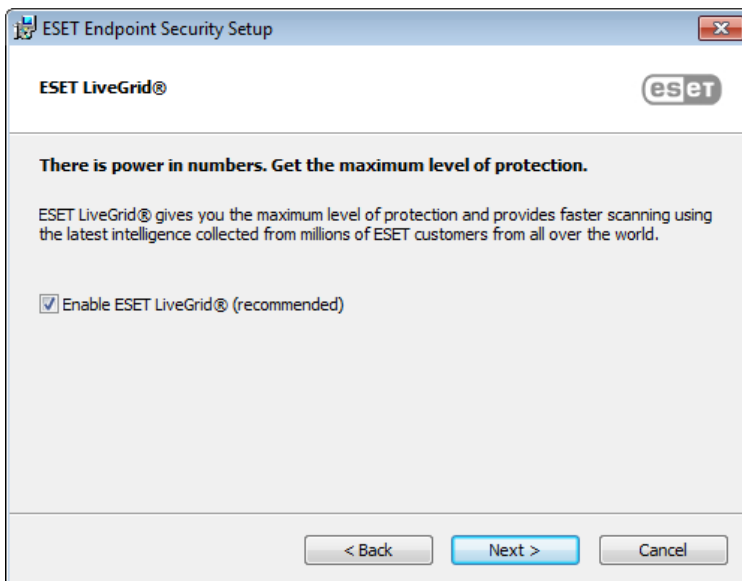 ESET Endpoint Security Setup
ESET LiveGrid®
eseT
There is power in numbers. Get the maximum level of protection.
ESET LiveGrid® gives you the maximum level of protection and provides faster scanning using
the latest intelligence collected from millions of ESET customers from all over the world.
Enable ESET LiveGrid® (recommended)
< Back
Next >
Cancel